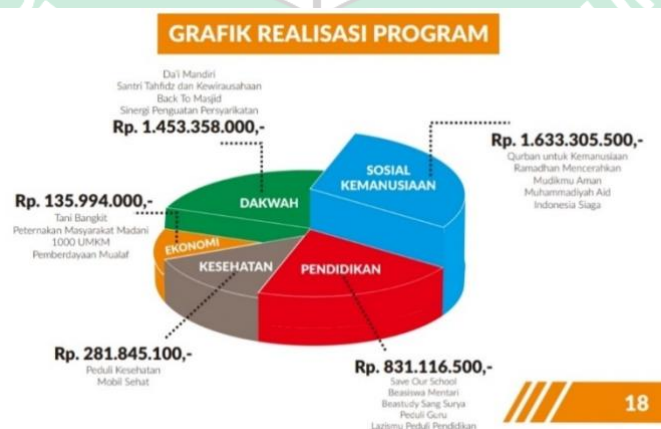 GRAFIK REALISASI PROGRAM
Da'i Mandiri
Santri Tahfidz dan Kewirausahaan
Back To Masjid
Sinergi Penguatan Persyarikatan
Rp. 1.453.358.000,-
Rp. 1.633.305.500,-
Qurban untuk Kemanusiaan
Ramadhan Mencerahkan
Mudikmu Aman
Muhammadiyah Aid
Indonesia Siaga
SOSIAL
KEMANUSIAAN
DAKWAH
Rp. 135.994.000,-
Tani Bangkit
Peternakan Masyarakat Madani
1000 UMKM
Pemberdayaan Mualaf
EKONOMI
KESEHATAN
PENDIDIKAN
Rp. 281.845.100,-
Peduli Kesehatan
Mobil Sehat
Rp. 831.116.500,-
Save Our School
Beasiswa Mentari
Beastudy Sang Surya
Peduli Guru
Lazismu Peduli Pendidikan
18